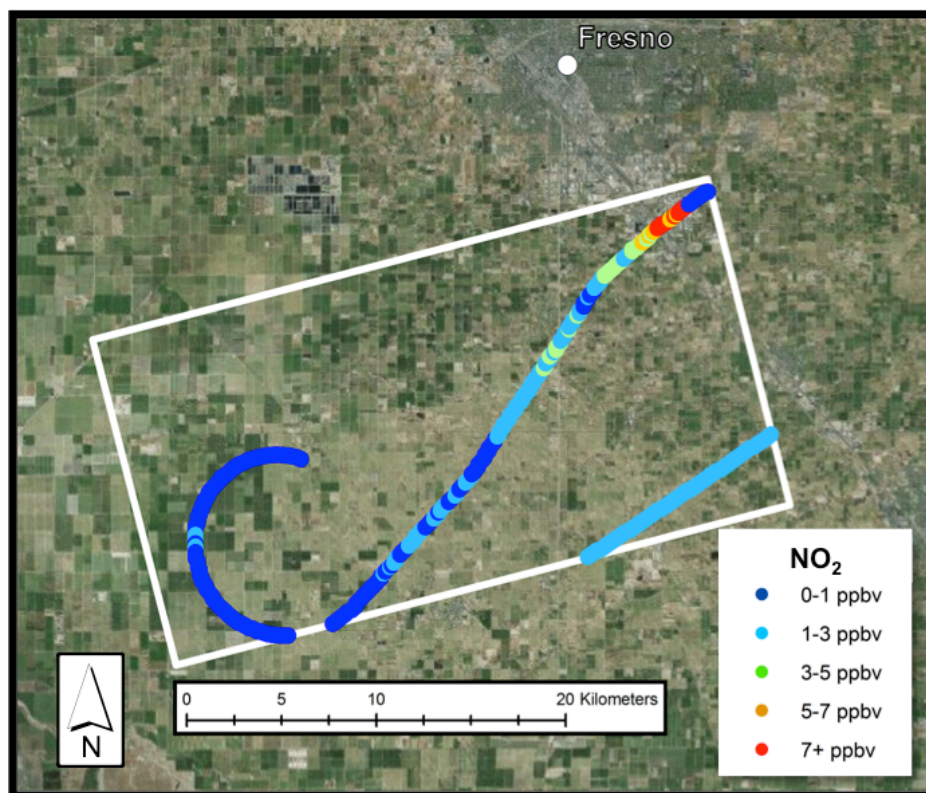 Fresno
NO₂
0-1 ppbv
1-3 ppbv
3-5 ppbv
5-7 ppbv
7+ ppbv
N
0 5 10 20 Kilometers